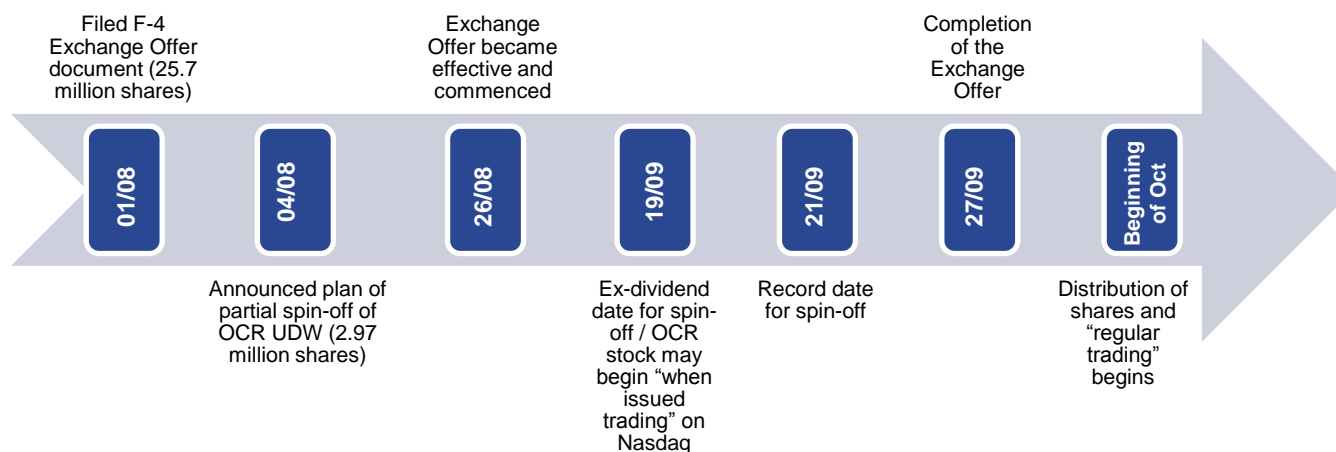 Filed F-4
Exchange Offer
document (25.7
million shares)
Exchange
Offer became
effective and
commenced
Completion
of the
Exchange
Offer
01/08
04/08
26/08
19/09
21/09
27/09
Beginning
of Oct
Announced plan of
partial spin-off of
OCR UDW (2.97
million shares)
Ex-dividend
date for spin-
off / OCR
stock may
begin “when
issued
trading” on
Nasdaq
Record date
for spin-off
Distribution of
shares and
“regular
trading”
begins